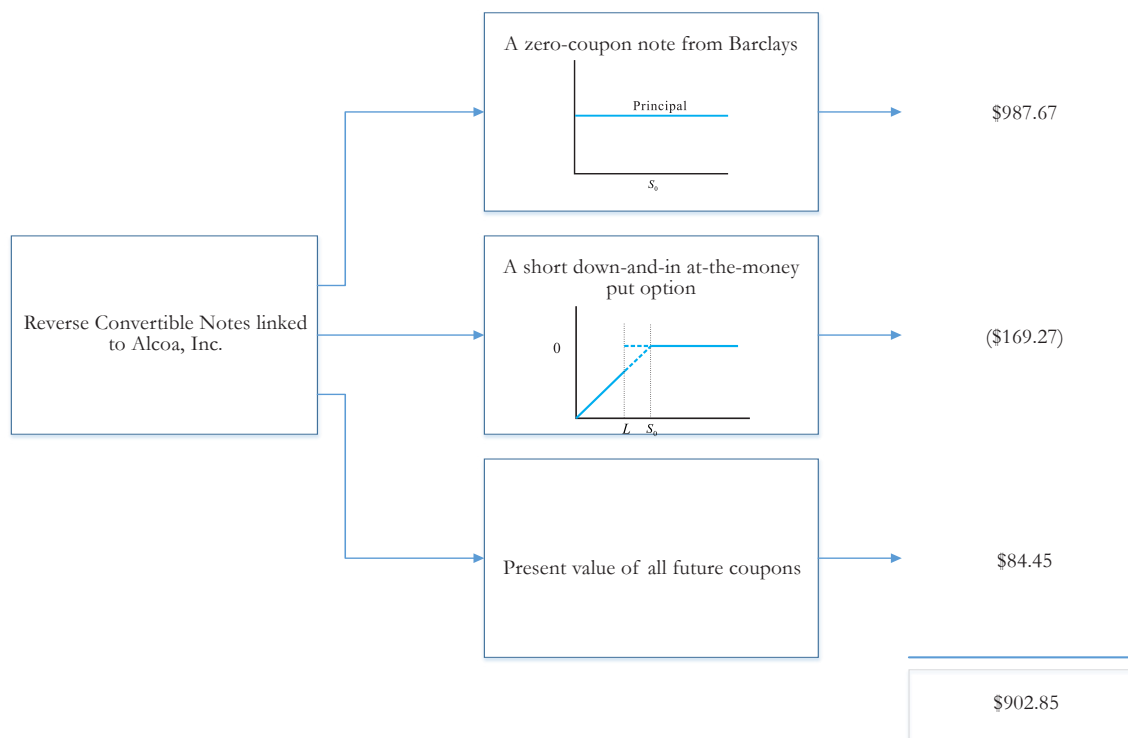 A zero-coupon note from Barclays
Principal
S0
$987.67
Reverse Convertible Notes linked
to Alcoa, Inc.
A short down-and-in at-the-money
put option
0
L S0
($169.27)
Present value of all future coupons
$84.45
$902.85